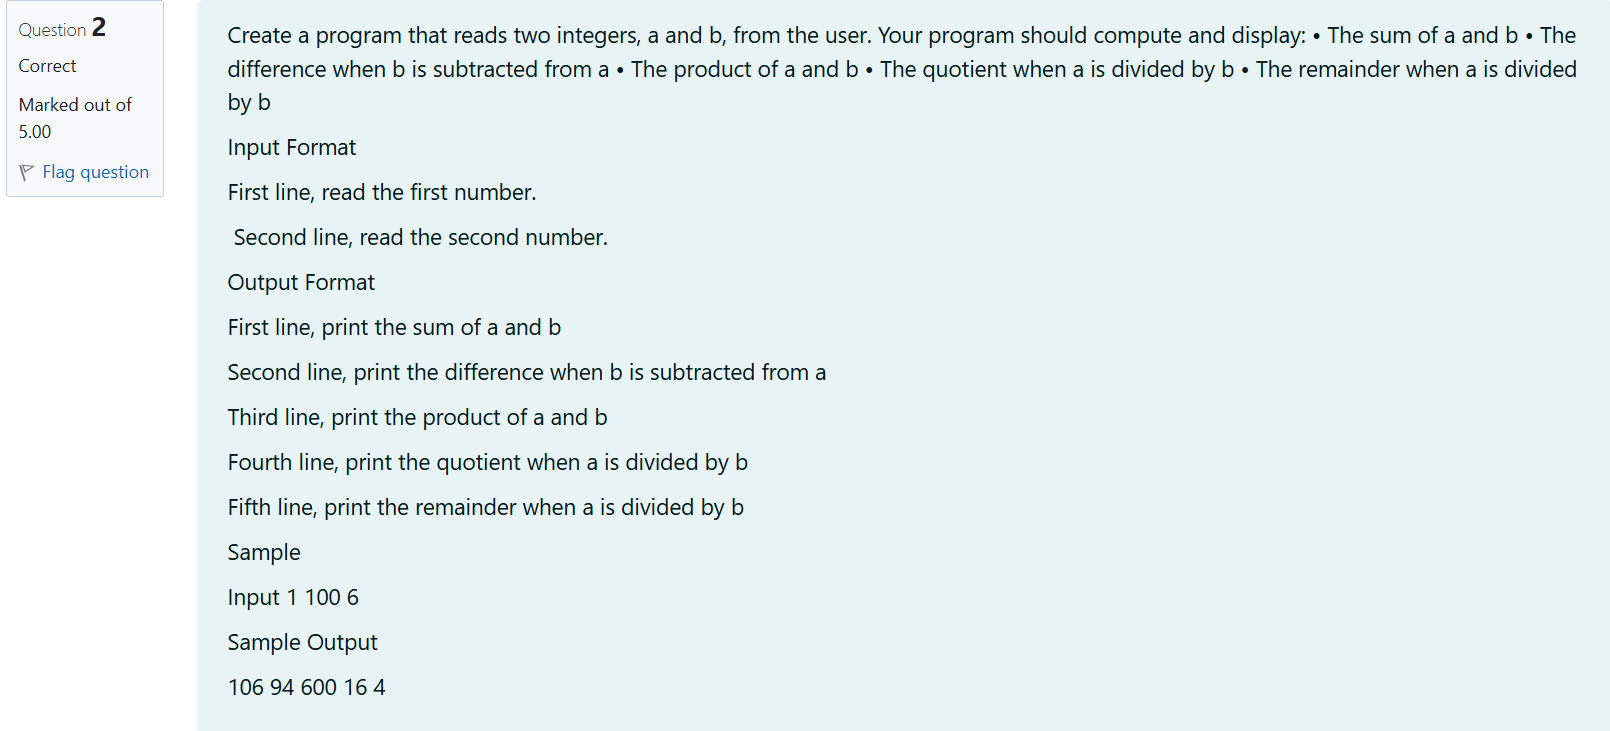 Question 2
Correct
Marked out of
5.00
Flag question
Create a program that reads two integers, a and b, from the user. Your program should compute and display: • The sum of a and b • The
difference when b is subtracted from a • The product of a and b • The quotient when a is divided by b • The remainder when a is divided
by b
Input Format
First line, read the first number.
Second line, read the second number.
Output Format
First line, print the sum of a and b
Second line, print the difference when b is subtracted from a
Third line, print the product of a and b
Fourth line, print the quotient when a is divided by b
Fifth line, print the remainder when a is divided by b
Sample
Input 1 100 6
Sample Output
106 94 600 16 4